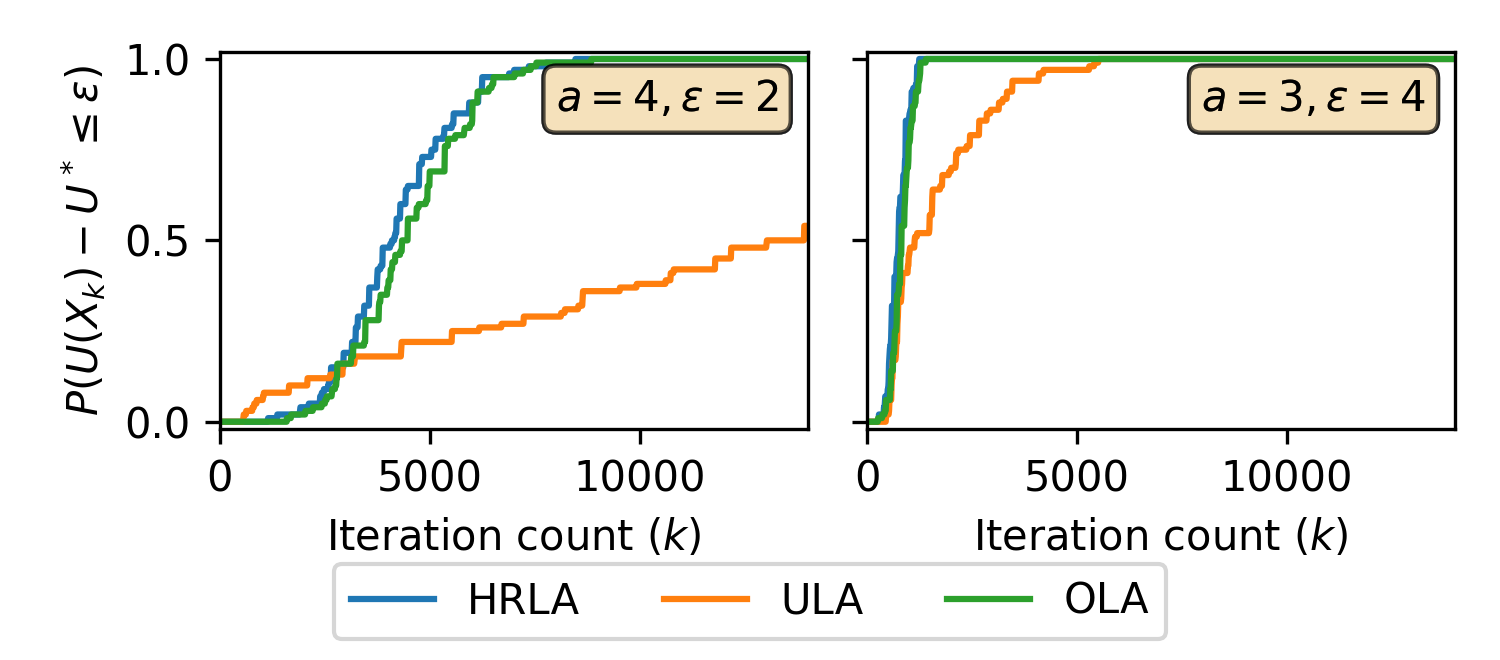 P(U(X_k) − U* ≤ ε)
1.0
0.5
0.0
a = 4, ε = 2
a = 3, ε = 4
0 5000 10000
0 5000 10000
Iteration count (k)
Iteration count (k)
HRLA ULA OLA